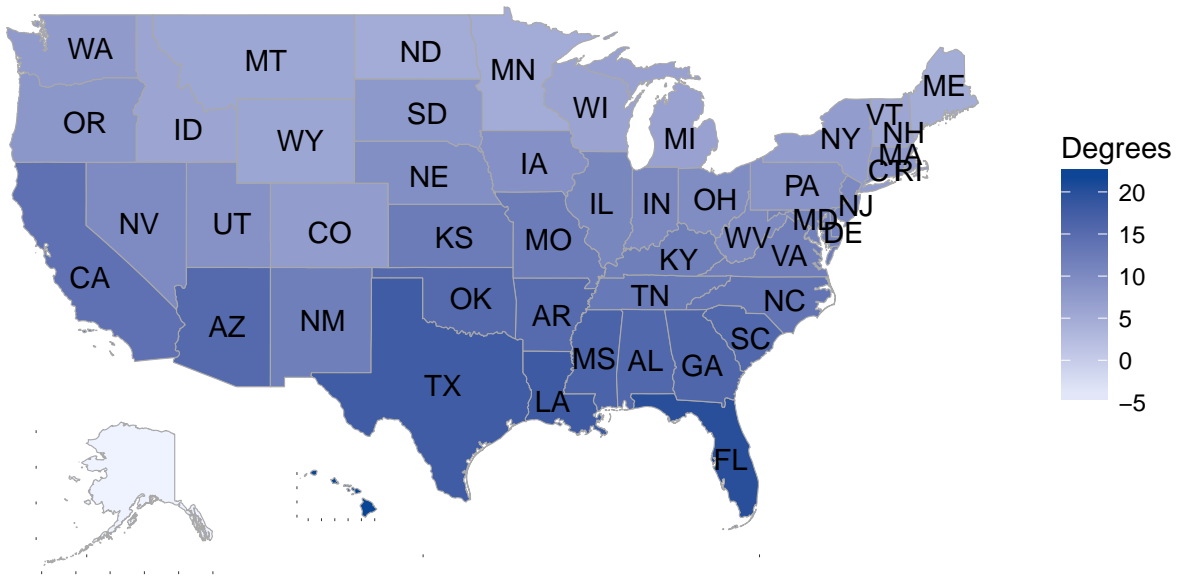 WA
MT
ND
MN
ME
OR
ID
SD
WI
VT
NH
WY
MI
NY
MA
NE
IA
CT
RI
PA
NV
UT
CO
KS
MO
IL
IN
OH
WV
MD
NJ
DE
CA
KY
VA
AZ
NM
OK
AR
TN
NC
TX
LA
MS
AL
GA
SC
FL
Degrees
20
15
10
5
0
−5